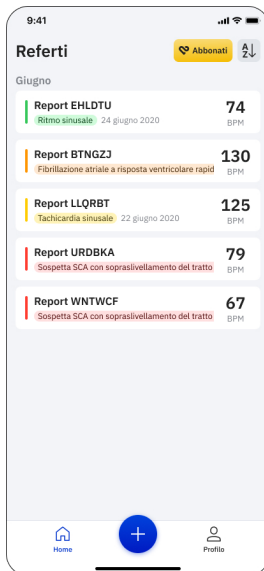 9:41
Referti
Abbonati
A
Z
Giugno
Report EHLDTU
74
Ritmo sinusale 24 giugno 2020
BPM
Report BTNGZJ
130
Fibrillazione atriale a risposta ventricolare rapid
BPM
Report LLQRBT
125
Tachicardia sinusale 22 giugno 2020
BPM
Report URDBKA
79
Sospetta SCA con sopraslivellamento del tratto
BPM
Report WNTWCF
67
Sospetta SCA con sopraslivellamento del tratto
BPM
Home
Profilo